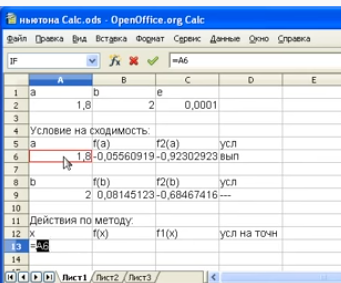 ньютона Calc.ods - OpenOffice.org Calc
Файл Правка Вид Вставка Формат Сервис Данные Окно Справка
IF =A6
A B C D E
1 a b e
2 1,8 2 0,0001
3
4 Условие на сходимость:
5 a f(a) f2(a) усл
6 1,8 -0,05560919 -0,92302923 вып
7
8 b f(b) f2(b) усл
9 2 0,08145123 -0,68467416 ---
10
11 Действия по методу:
12 x f(x) f1(x) усл на точн
13 =A6
Лист1 Лист2 Лист3